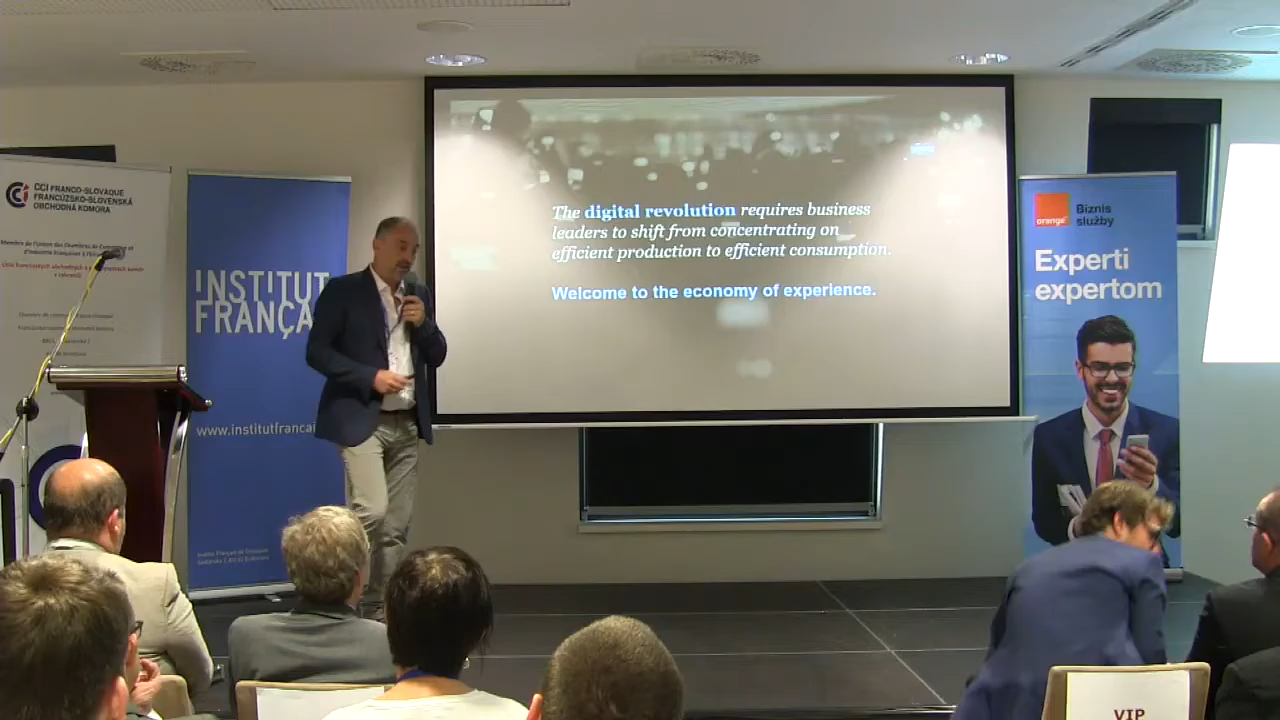 CCI FRANCO-SLOVAQUE
FRANCÚZSKO-SLOVENSKÁ
OBCHODNÁ KOMORA
INSTITUT
FRANÇA
www.institutfrancai
The digital revolution requires business
leaders to shift from concentrating on
efficient production to efficient consumption.
Welcome to the economy of experience.
orange
Biznis
služby
Experti
expertom
VIP